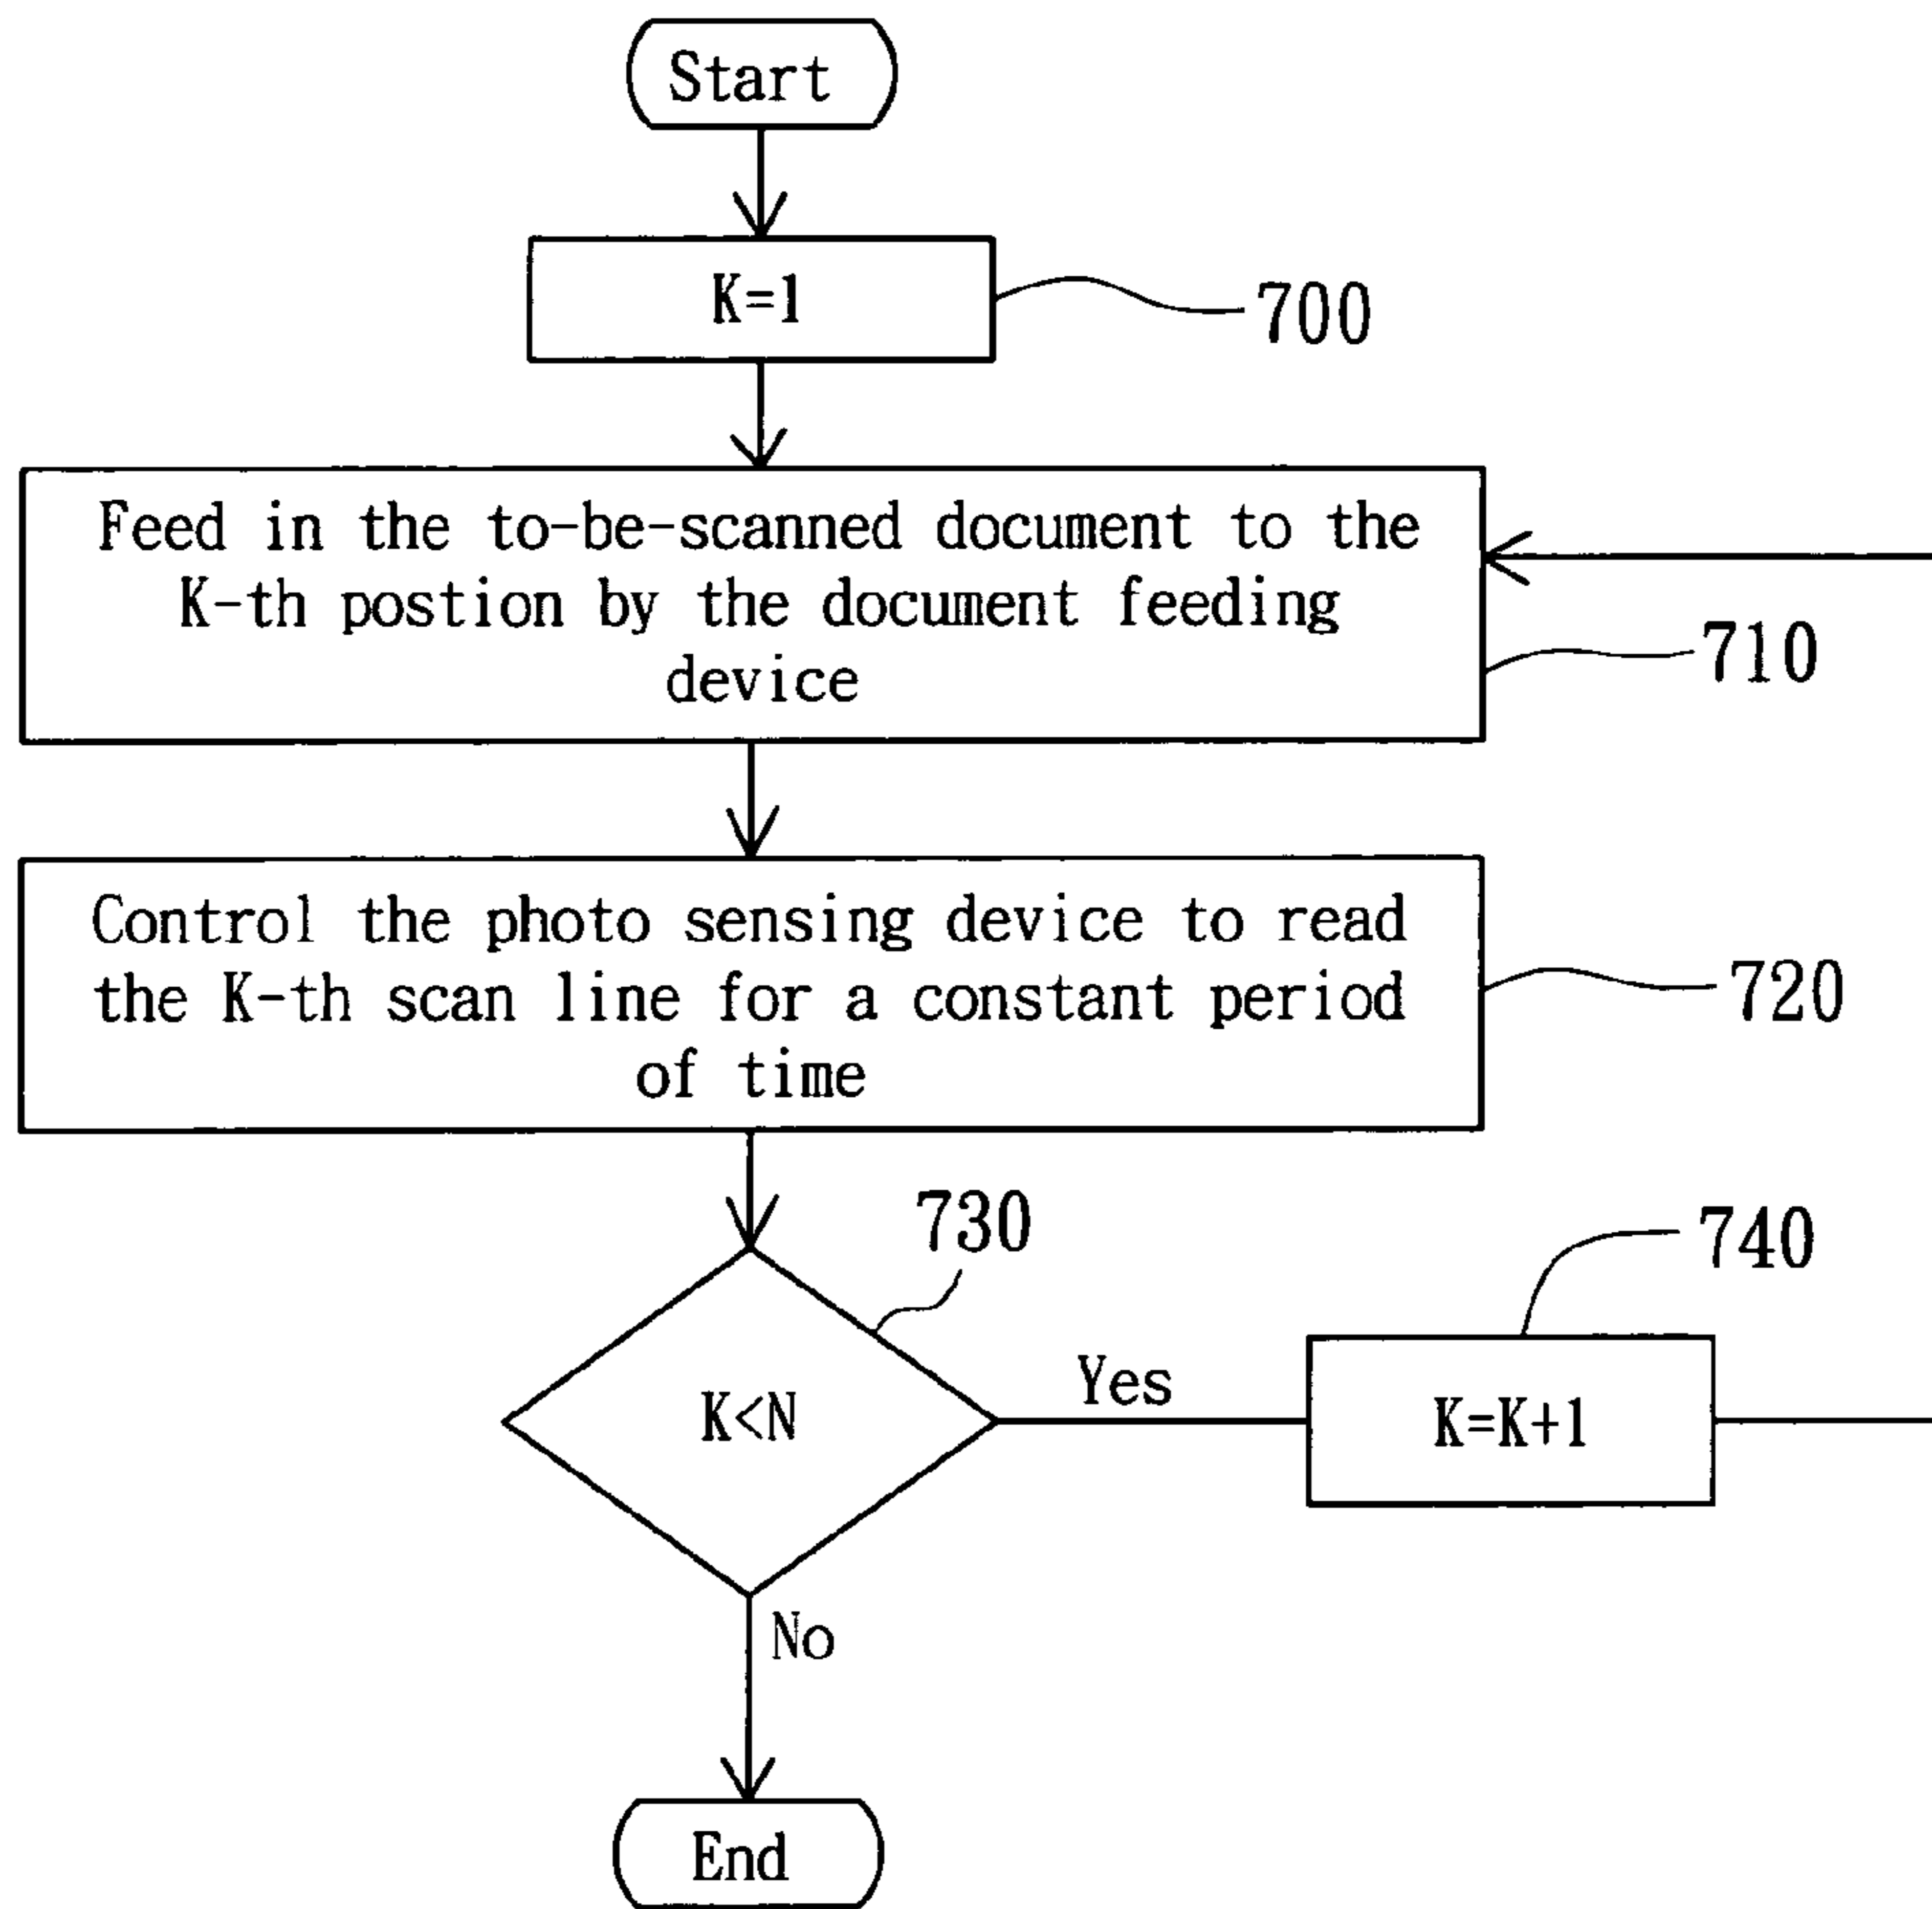 Start
K=1
700
Feed in the to-be-scanned document to the
K-th postion by the document feeding
device
710
Control the photo sensing device to read
the K-th scan line for a constant period
of time
720
730
740
K<N
Yes
K=K+1
No
End